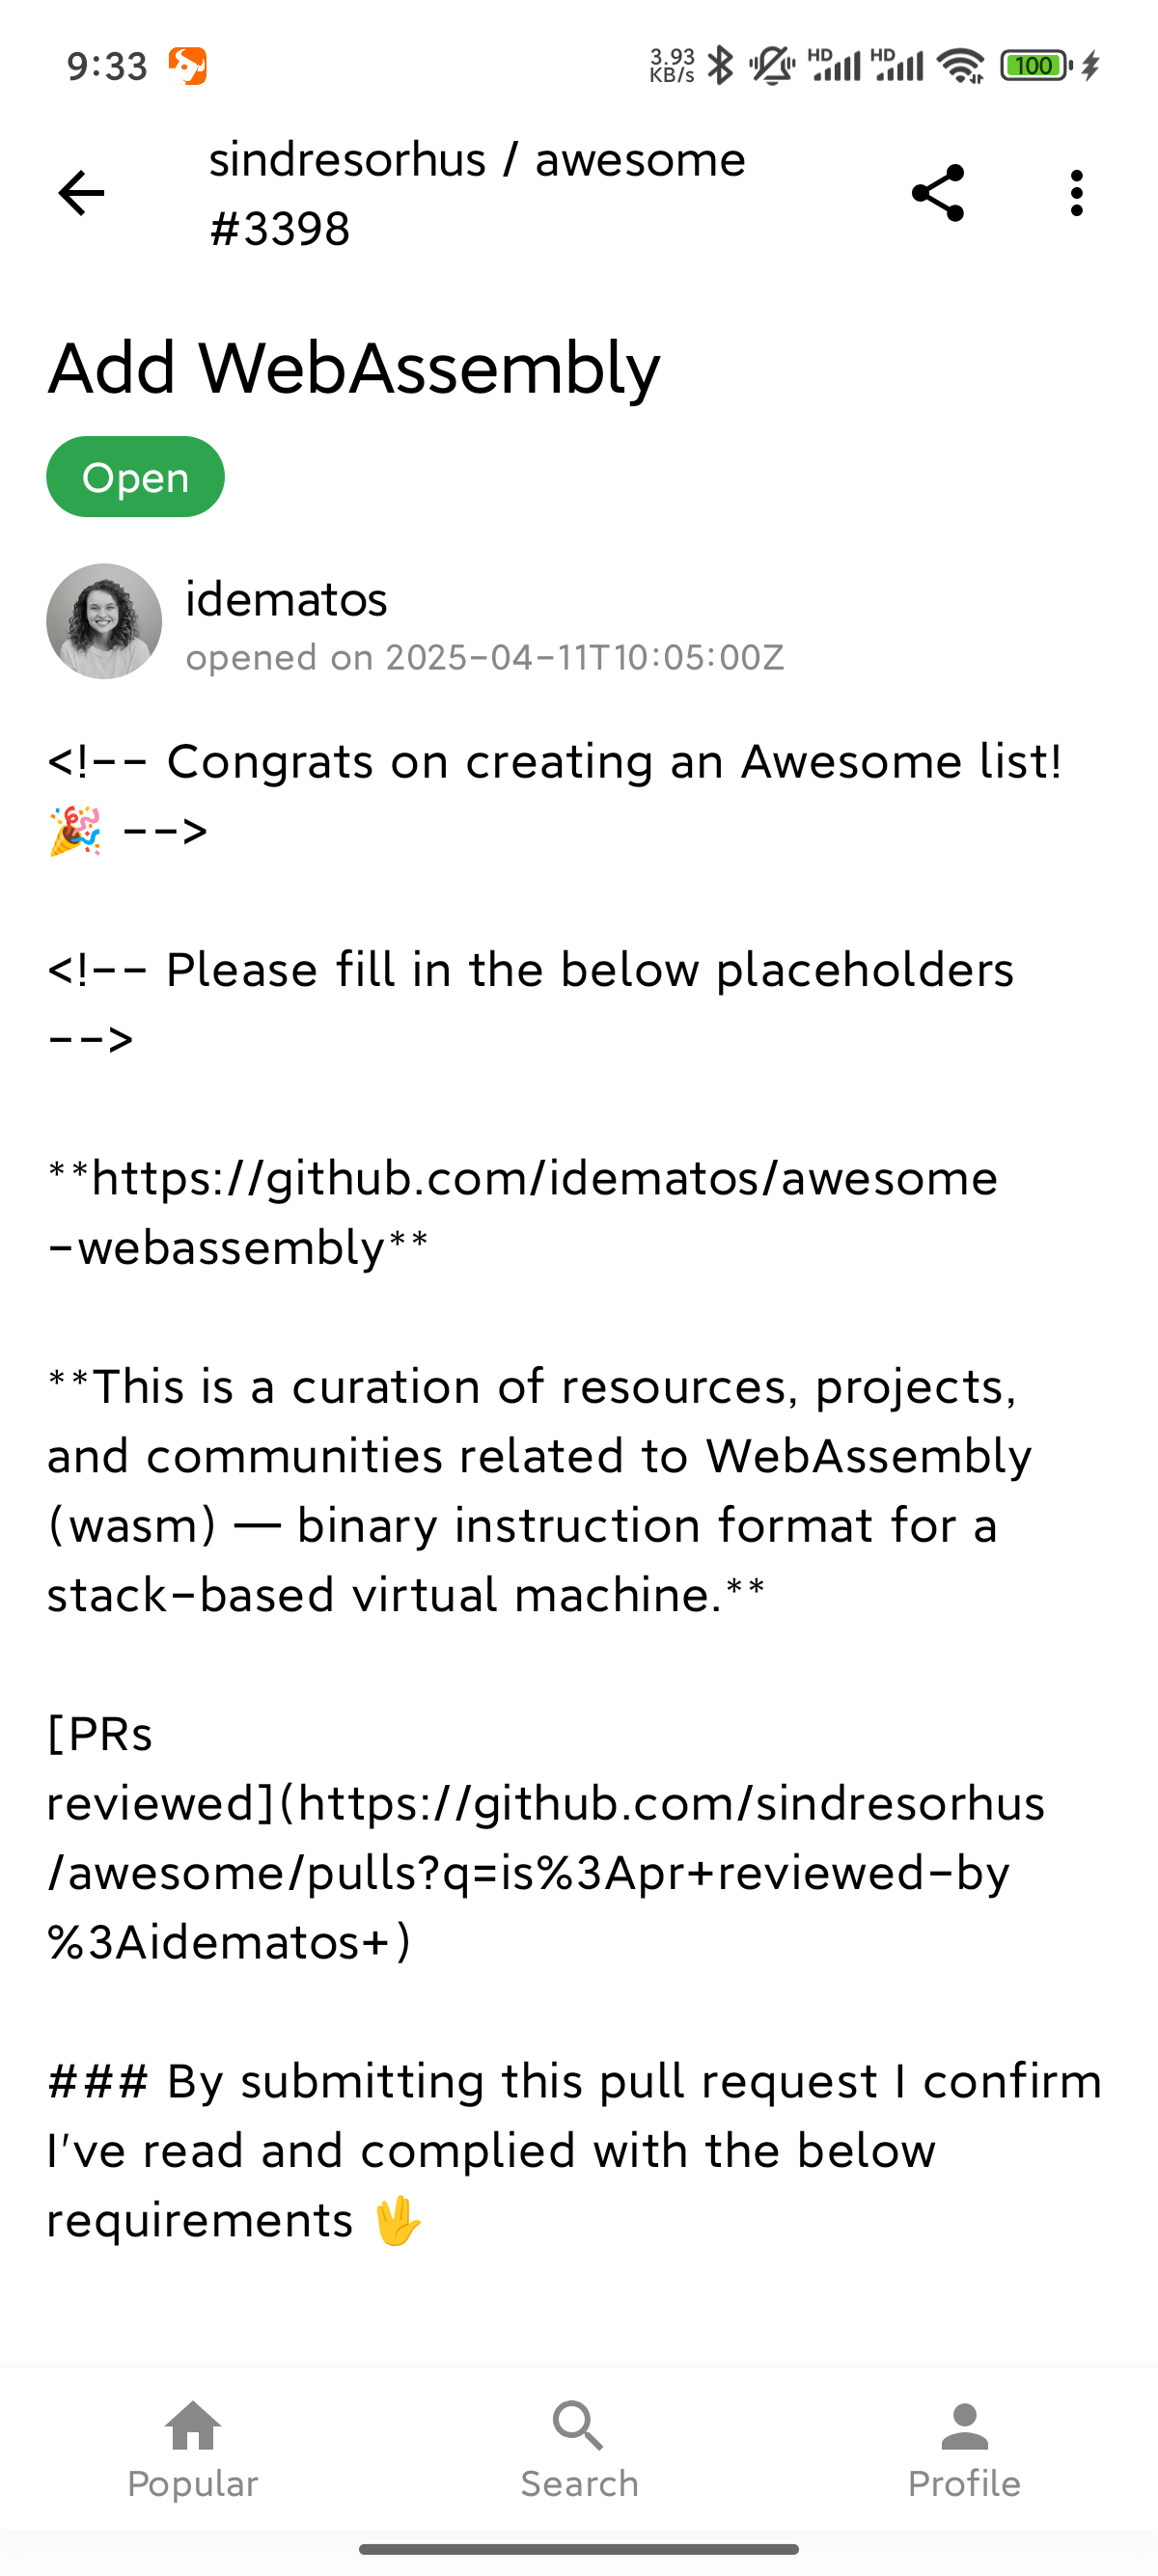 9:33
3.93
KB/s
HD
HD
100
sindresorhus / awesome
#3398
Add WebAssembly
Open
idematos
opened on 2025-04-11T10:05:00Z
<!-- Congrats on creating an Awesome list!
🎉 -->
<!-- Please fill in the below placeholders
-->
**https://github.com/idematos/awesome
-webassembly**
**This is a curation of resources, projects,
and communities related to WebAssembly
(wasm) — binary instruction format for a
stack-based virtual machine.**
[PRs
reviewed](https://github.com/sindresorhus
/awesome/pulls?q=is%3Apr+reviewed-by
%3Aidematos+)
### By submitting this pull request I confirm
I've read and complied with the below
requirements 🖖
Popular
Search
Profile